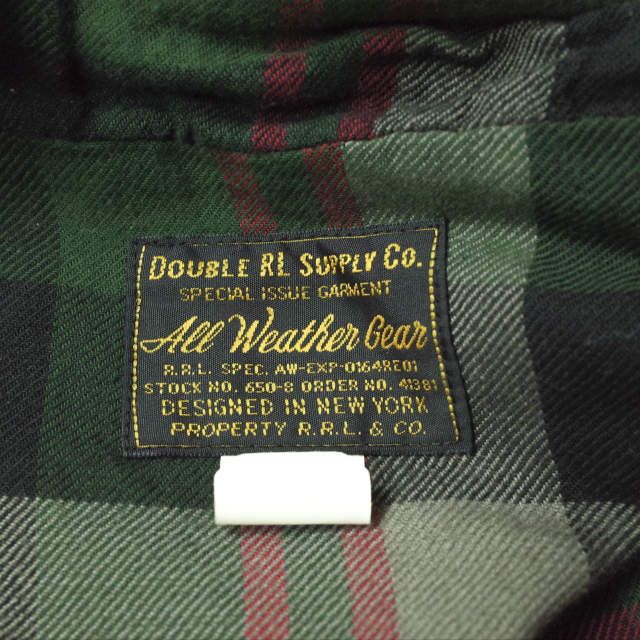 DOUBLE RL SUPPLY CO.
SPECIAL ISSUE GARMENT
All Weather Gear
R.R.L. SPEC. AW-EXP-0164RE01
STOCK NO. 650-8 ORDER NO. 41381
DESIGNED IN NEW YORK
PROPERTY R.R.L. & CO.